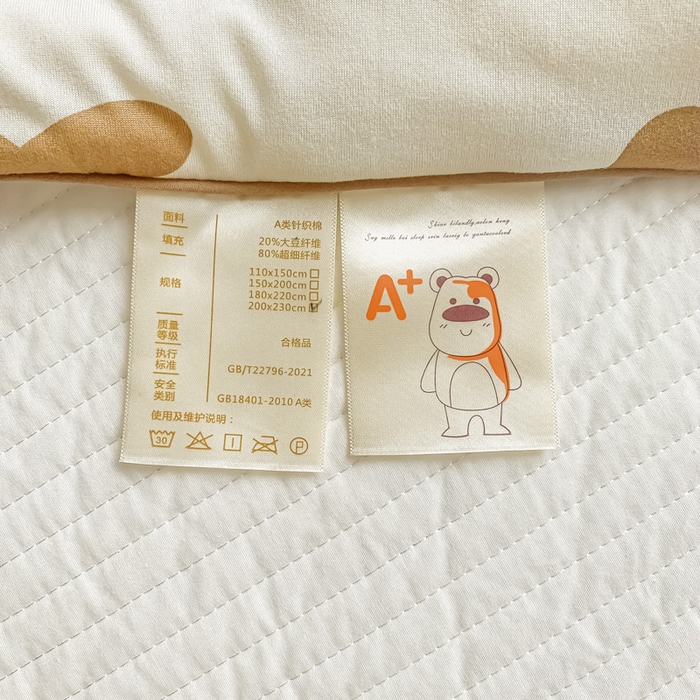 面料 A类针织棉
填充 20%大豆纤维
80%超细纤维
规格 110x150cm
150x200cm
180x220cm
200x230cm
质量等级 合格品
执行标准 GB/T22796-2021
安全类别 GB18401-2010 A类
使用及维护说明：
30 P
A+